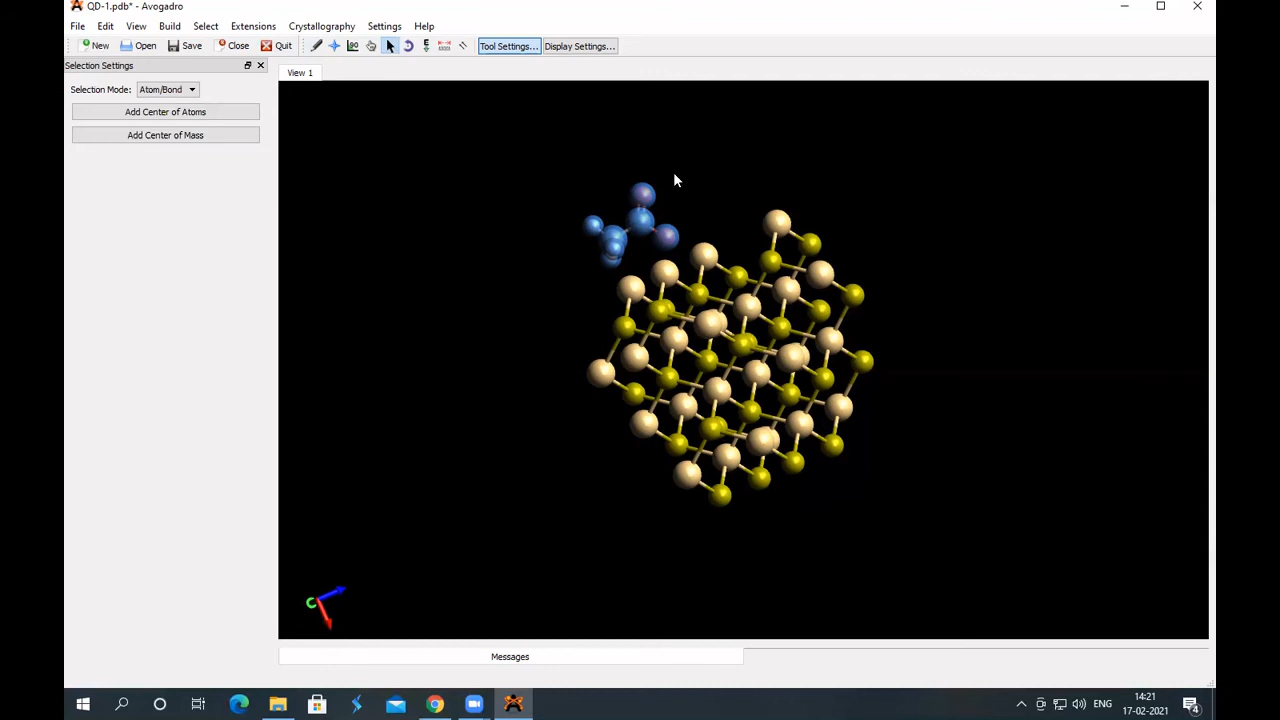 QD-1.pdb* - Avogadro
File Edit View Build Select Extensions Crystallography Settings Help
New Open Save Close Quit Tool Settings... Display Settings...
Selection Settings
View 1
Selection Mode: Atom/Bond
Add Center of Atoms
Add Center of Mass
Messages
ENG
14:21
17-02-2021